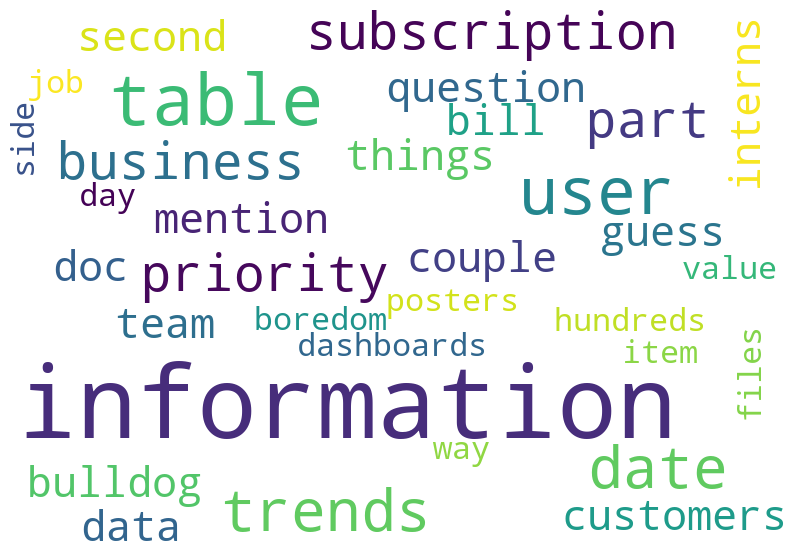 second
subscription
interns
job
table
question
side
bill
part
business
things
day
user
mention
guess
doc
priority
couple
value
team
boredom
posters
hundreds
dashboards
item
files
information
way
bulldog
date
data
trends
customers